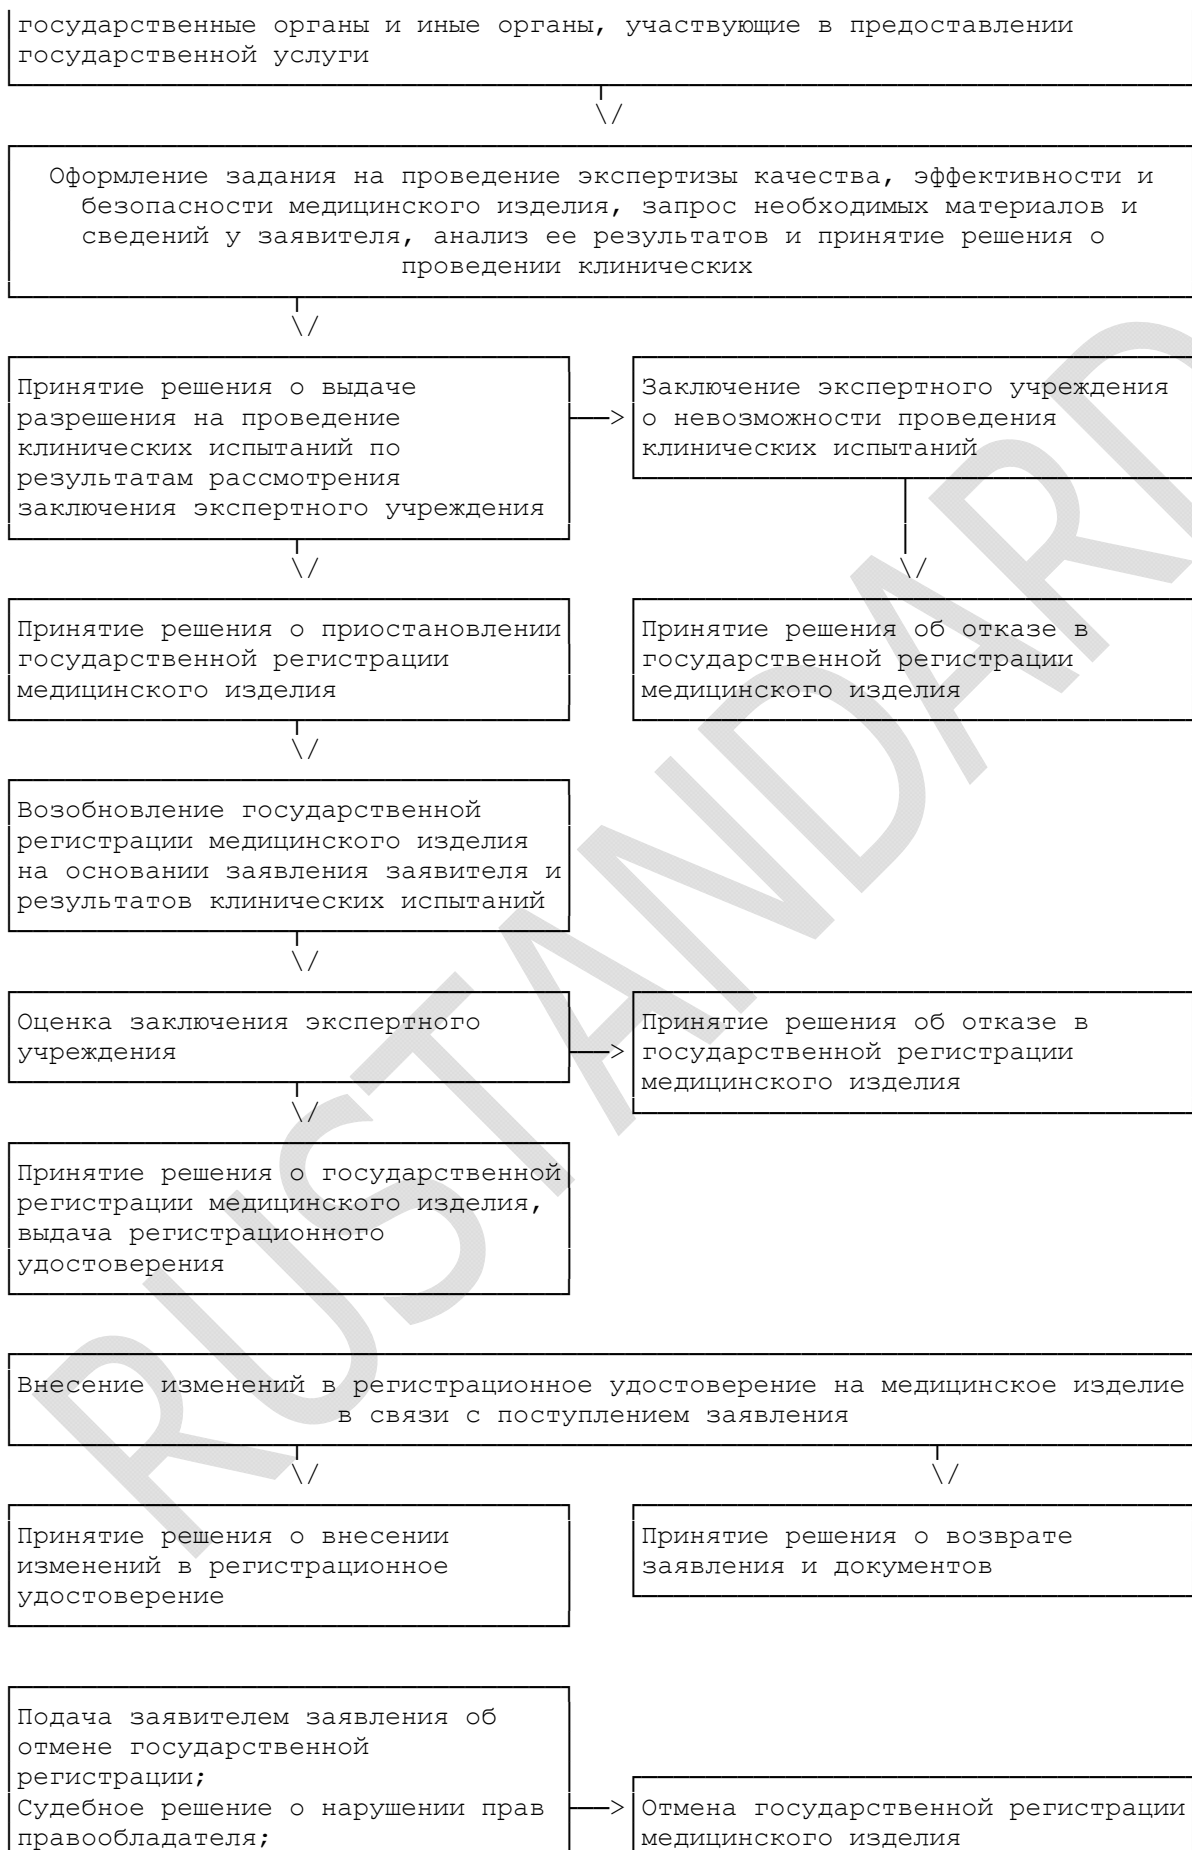 государственные органы и иные органы, участвующие в предоставлении
государственной услуги
Оформление задания на проведение экспертизы качества, эффективности и
безопасности медицинского изделия, запрос необходимых материалов и
сведений у заявителя, анализ ее результатов и принятие решения о
проведении клинических
Принятие решения о выдаче
разрешения на проведение
клинических испытаний по
результатам рассмотрения
заключения экспертного учреждения
Заключение экспертного учреждения
о невозможности проведения
клинических испытаний
Принятие решения о приостановлении
государственной регистрации
медицинского изделия
Принятие решения об отказе в
государственной регистрации
медицинского изделия
Возобновление государственной
регистрации медицинского изделия
на основании заявления заявителя и
результатов клинических испытаний
Оценка заключения экспертного
учреждения
Принятие решения об отказе в
государственной регистрации
медицинского изделия
Принятие решения о государственной
регистрации медицинского изделия,
выдача регистрационного
удостоверения
Внесение изменений в регистрационное удостоверение на медицинское изделие
в связи с поступлением заявления
Принятие решения о внесении
изменений в регистрационное
удостоверение
Принятие решения о возврате
заявления и документов
Подача заявителем заявления об
отмене государственной
регистрации;
Судебное решение о нарушении прав
правообладателя;
Отмена государственной регистрации
медицинского изделия
RUSTANDARD